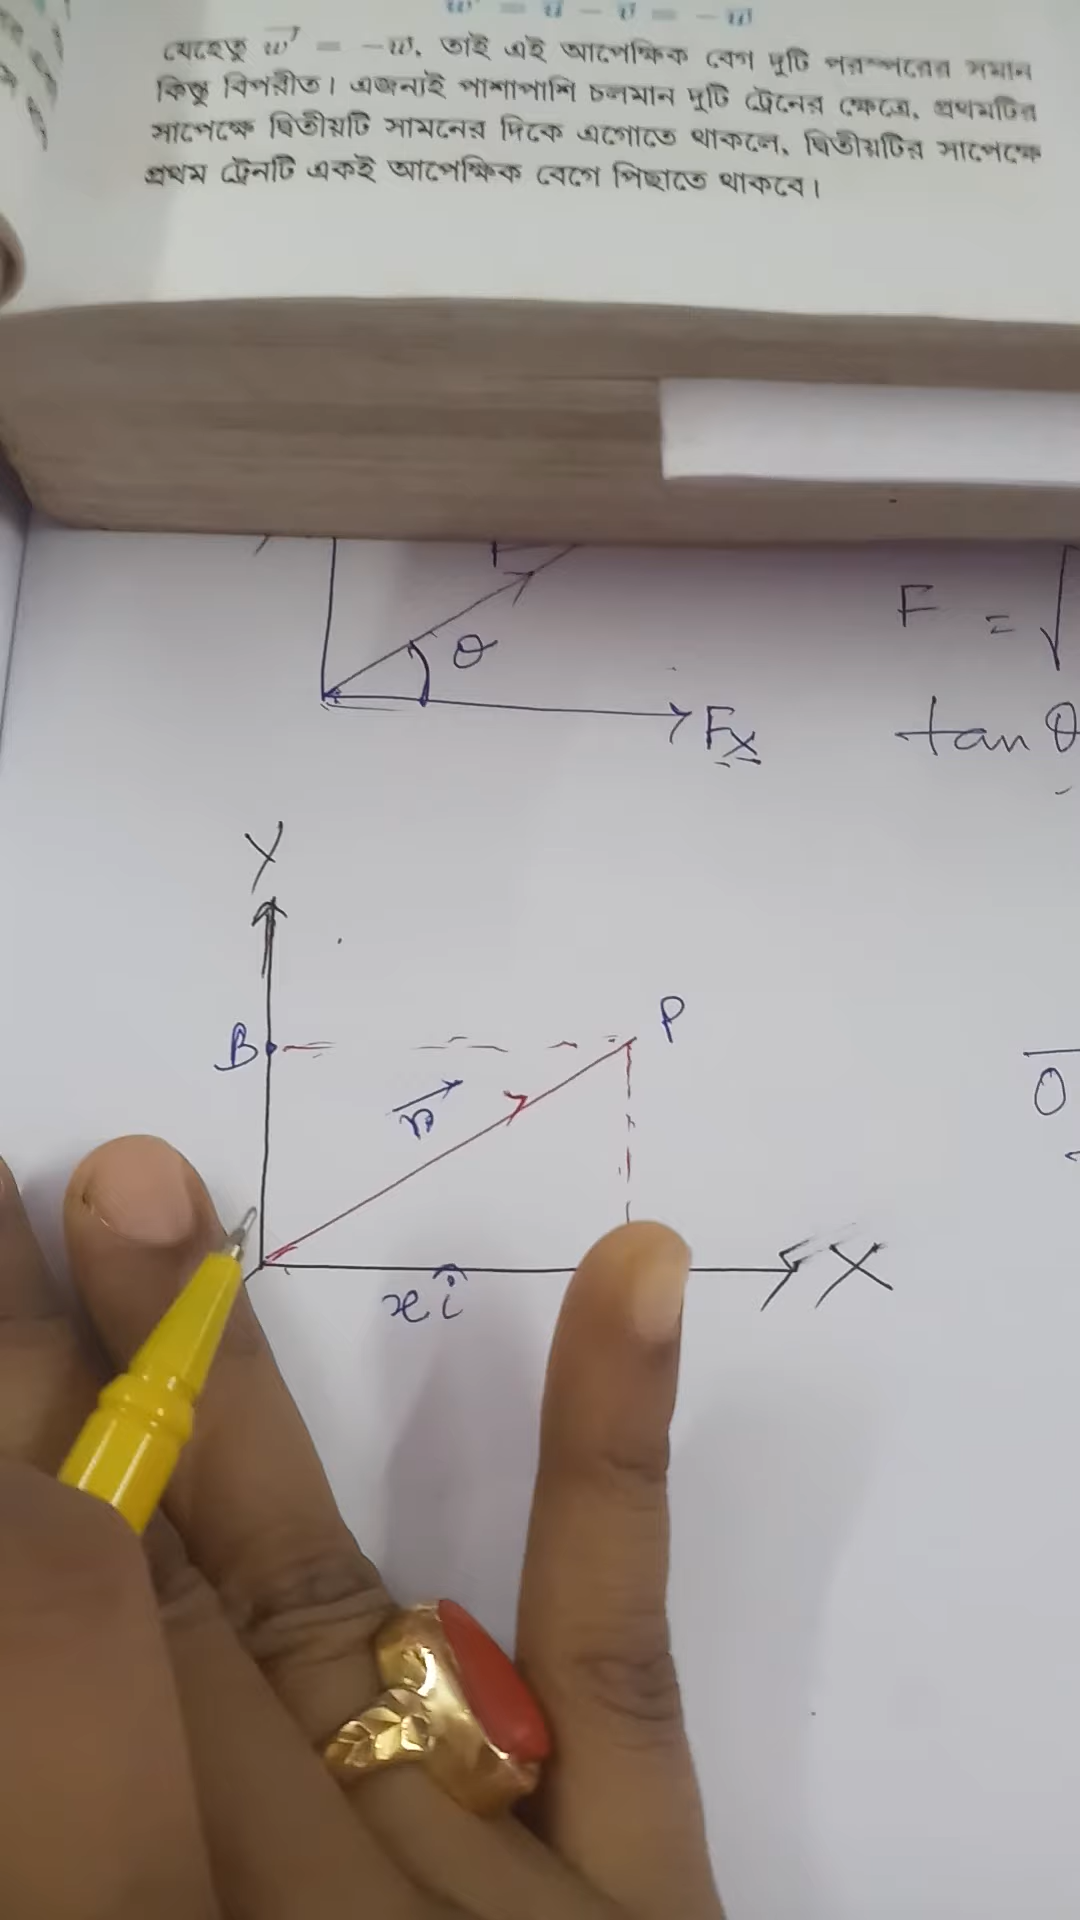 w' = u − v = −w
যেহেতু w' = −w, তাই এই আপেক্ষিক বেগ দুটি পরস্পরের সমান
কিন্তু বিপরীত। এজন্যই পাশাপাশি চলমান দুটি ট্রেনের ক্ষেত্রে, প্রথমটির
সাপেক্ষে দ্বিতীয়টি সামনের দিকে এগোতে থাকলে, দ্বিতীয়টির সাপেক্ষে
প্রথম ট্রেনটি একই আপেক্ষিক বেগে পিছাতে থাকবে।
F = √
θ
Fx
tan θ
Y
P
B
r
O
X
xî